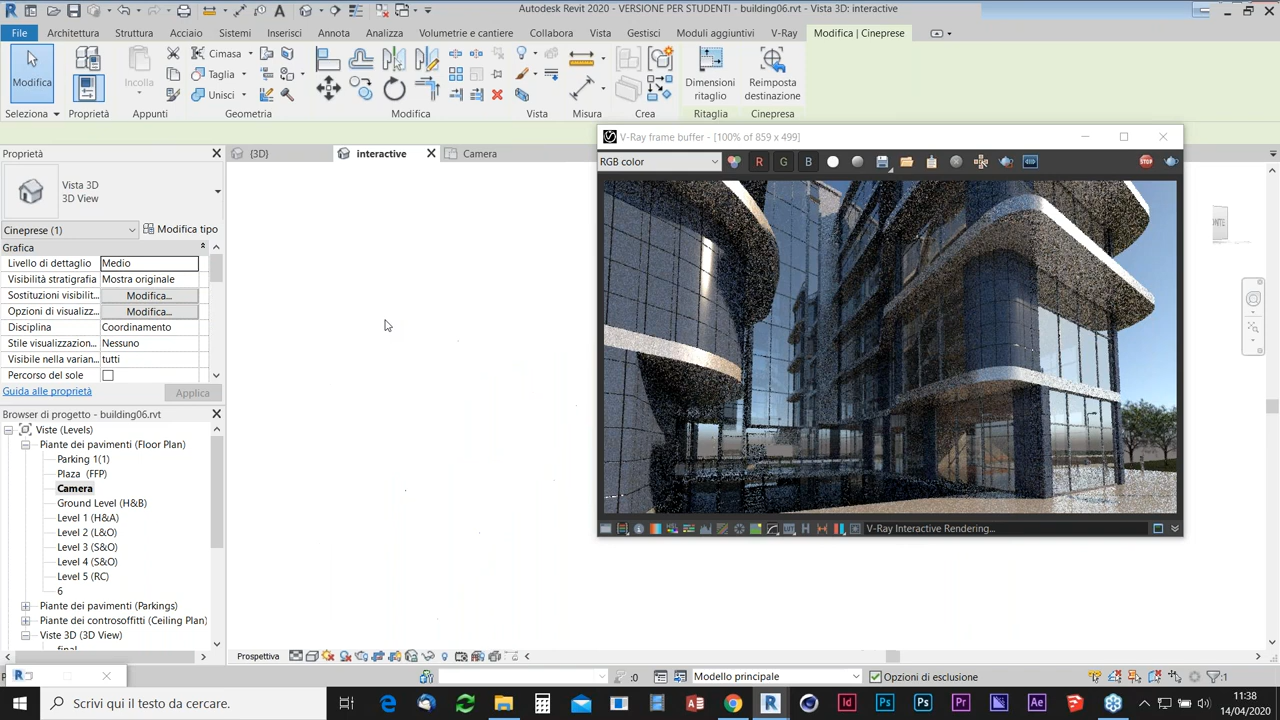 Autodesk Revit 2020 - VERSIONE PER STUDENTI - building06.rvt - Vista 3D: interactive
File Architettura Struttura Acciaio Sistemi Inserisci Annota Analizza Volumetrie e cantiere Collabora Vista Gestisci Moduli aggiuntivi V-Ray Modifica | Cineprese
Modifica
Incolla
Cimasa
Taglia
Unisci
Dimensioni ritaglio
Reimposta destinazione
Seleziona Proprietà Appunti Geometria Modifica Vista Misura Crea Ritaglia Cinepresa
V-Ray frame buffer - [100% of 859 x 499]
Proprietà
{3D} interactive Camera
RGB color R G B STOP
Vista 3D
3D View
Cineprese (1) Modifica tipo
Grafica
Livello di dettaglio Medio
Visibilità stratigrafia Mostra originale
Sostituzioni visibilit... Modifica...
Opzioni di visualizz... Modifica...
Disciplina Coordinamento
Stile visualizzazion... Nessuno
Visibile nella varian... tutti
Percorso del sole
Guida alle proprietà Applica
Browser di progetto - building06.rvt
Viste (Levels)
Piante dei pavimenti (Floor Plan)
Parking 1(1)
Plaza (FFP)
Camera
Ground Level (H&B)
Level 1 (H&A)
Level 2 (L&O)
Level 3 (S&O)
Level 4 (S&O)
Level 5 (RC)
6
Piante dei pavimenti (Parkings)
Piante dei controsoffitti (Ceiling Plan)
Viste 3D (3D View)
V-Ray Interactive Rendering...
Prospettiva
:0 Modello principale Opzioni di esclusione :1
Scrivi qui il testo da cercare.
11:38
14/04/2020